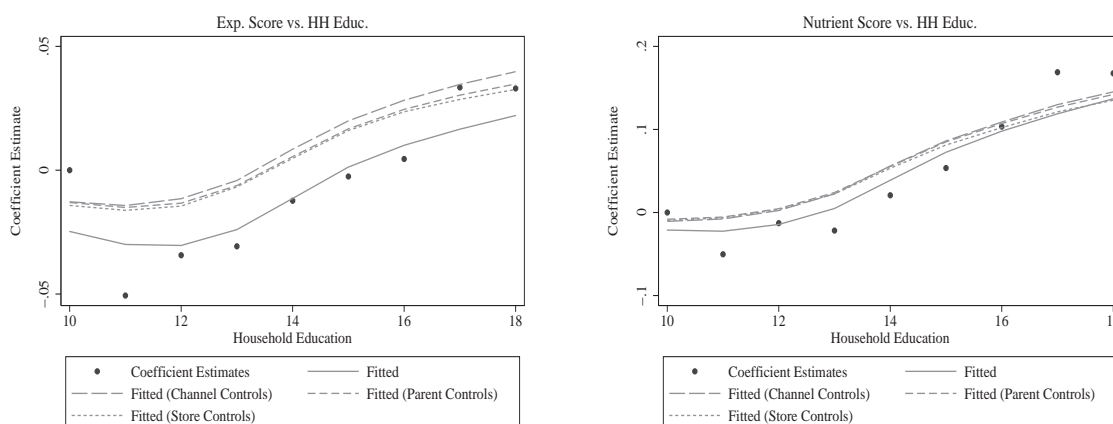 Exp. Score vs. HH Educ.
Coefficient Estimate
.05
0
-.05
10 12 14 16 18
Household Education
Coefficient Estimates Fitted
Fitted (Channel Controls) Fitted (Parent Controls)
Fitted (Store Controls)
Nutrient Score vs. HH Educ.
Coefficient Estimate
.2
.1
0
-.1
10 12 14 16 1
Household Education
Coefficient Estimates Fitted
Fitted (Channel Controls) Fitted (Parent Controls)
Fitted (Store Controls)